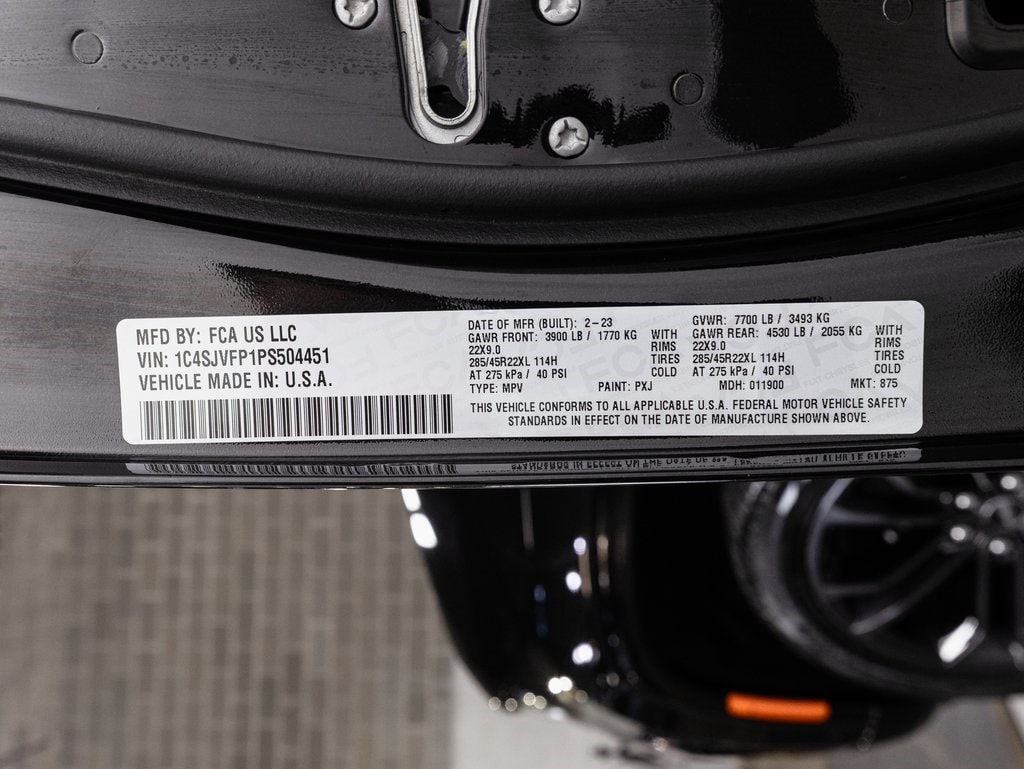 MFD BY: FCA US LLC
VIN: 1C4SJVFP1PS504451
VEHICLE MADE IN: U.S.A.
DATE OF MFR (BUILT): 2-23
GAWR FRONT: 3900 LB / 1770 KG WITH
22X9.0 RIMS
285/45R22XL 114H TIRES
AT 275 kPa / 40 PSI COLD
TYPE: MPV PAINT: PXJ
GVWR: 7700 LB / 3493 KG
GAWR REAR: 4530 LB / 2055 KG WITH
22X9.0 RIMS
285/45R22XL 114H TIRES
AT 275 kPa / 40 PSI COLD
MDH: 011900 MKT: 875
THIS VEHICLE CONFORMS TO ALL APPLICABLE U.S.A. FEDERAL MOTOR VEHICLE SAFETY
STANDARDS IN EFFECT ON THE DATE OF MANUFACTURE SHOWN ABOVE.